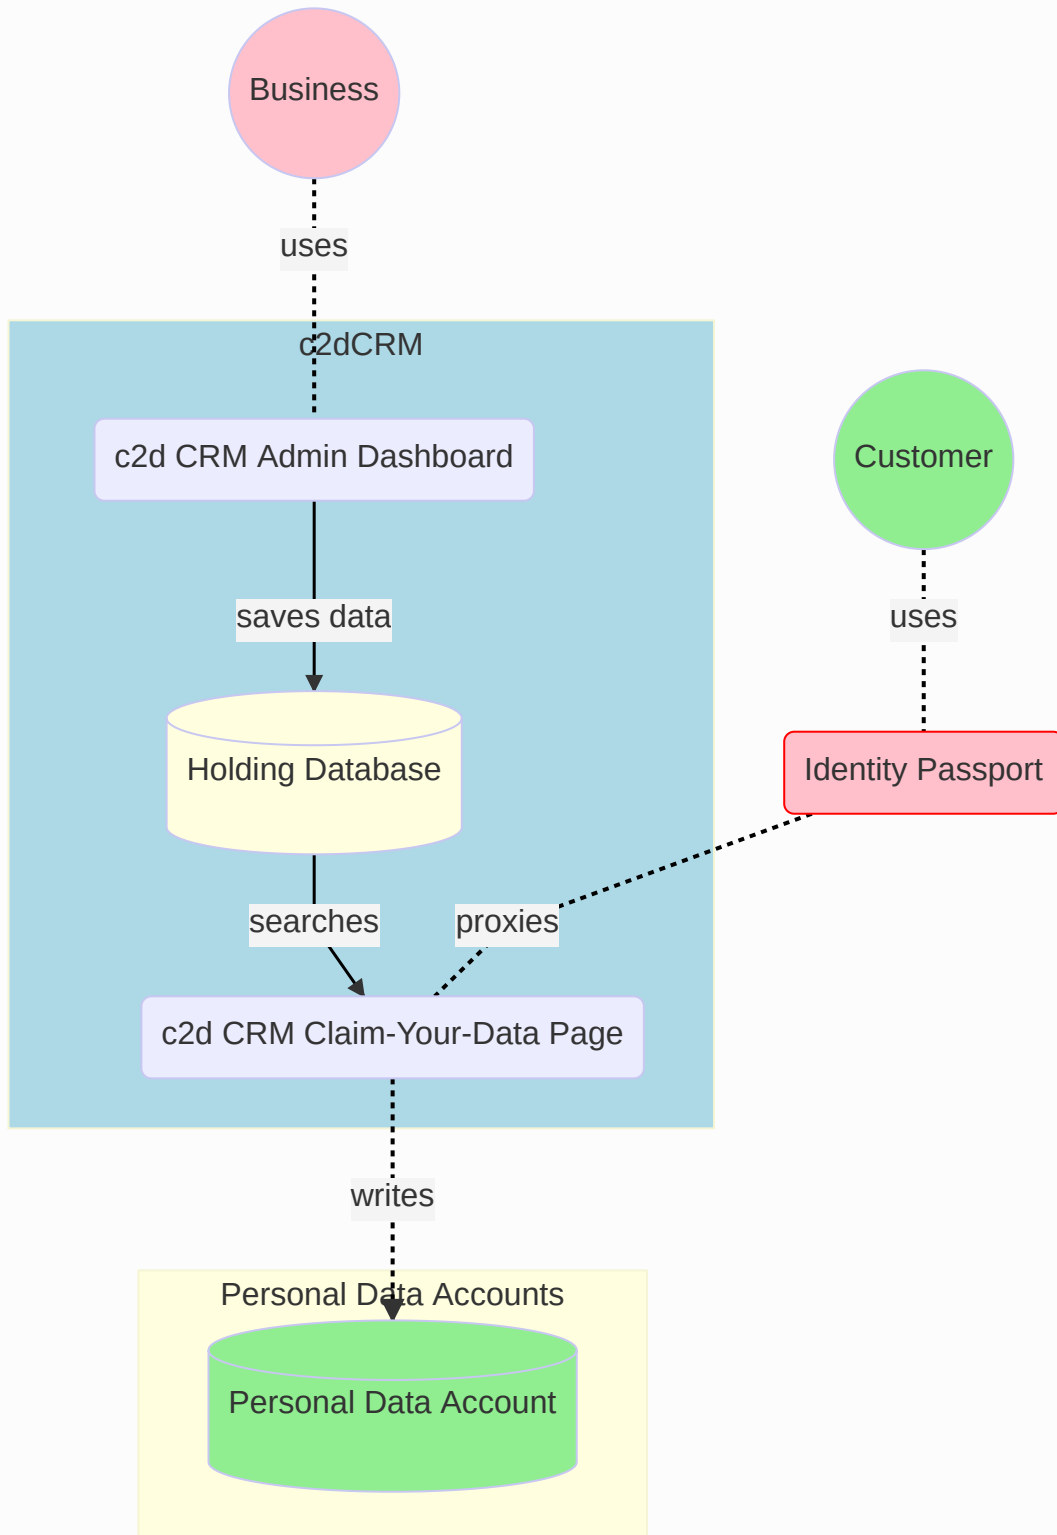 Business
uses
c2dCRM
c2d CRM Admin Dashboard
Customer
saves data
uses
Holding Database
Identity Passport
searches
proxies
c2d CRM Claim-Your-Data Page
writes
Personal Data Accounts
Personal Data Account